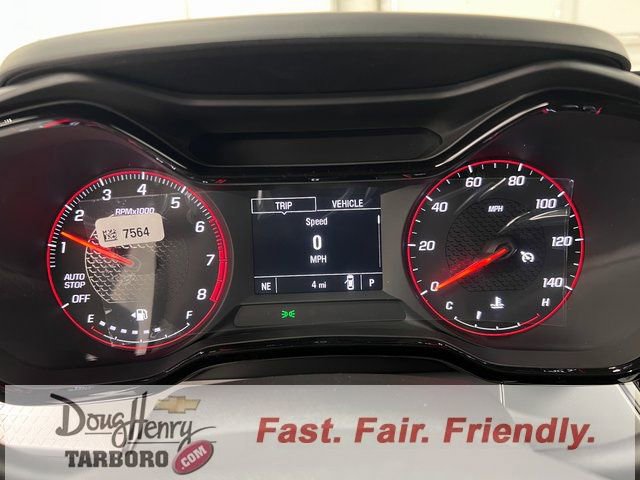 1
2
3
4
5
6
7
8
RPMx1000
7564
AUTO
STOP
OFF
E
F
TRIP
VEHICLE
Speed
0
MPH
NE
4 mi
P
0
20
40
60
80
100
120
140
MPH
C
H
Doug Henry
TARBORO
.COM
Fast. Fair. Friendly.